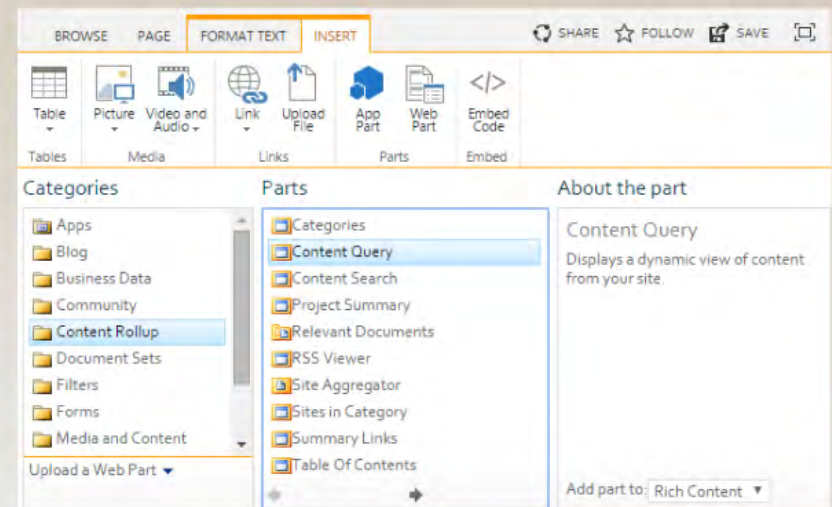 BROWSE PAGE FORMAT TEXT INSERT SHARE FOLLOW SAVE
Table Picture Video and Audio Link Upload File App Part Web Part Embed Code
Tables Media Links Parts Embed
Categories
Apps
Blog
Business Data
Community
Content Rollup
Document Sets
Filters
Forms
Media and Content
Upload a Web Part
Parts
Categories
Content Query
Content Search
Project Summary
Relevant Documents
RSS Viewer
Site Aggregator
Sites in Category
Summary Links
Table Of Contents
About the part
Content Query
Displays a dynamic view of content
from your site.
Add part to: Rich Content